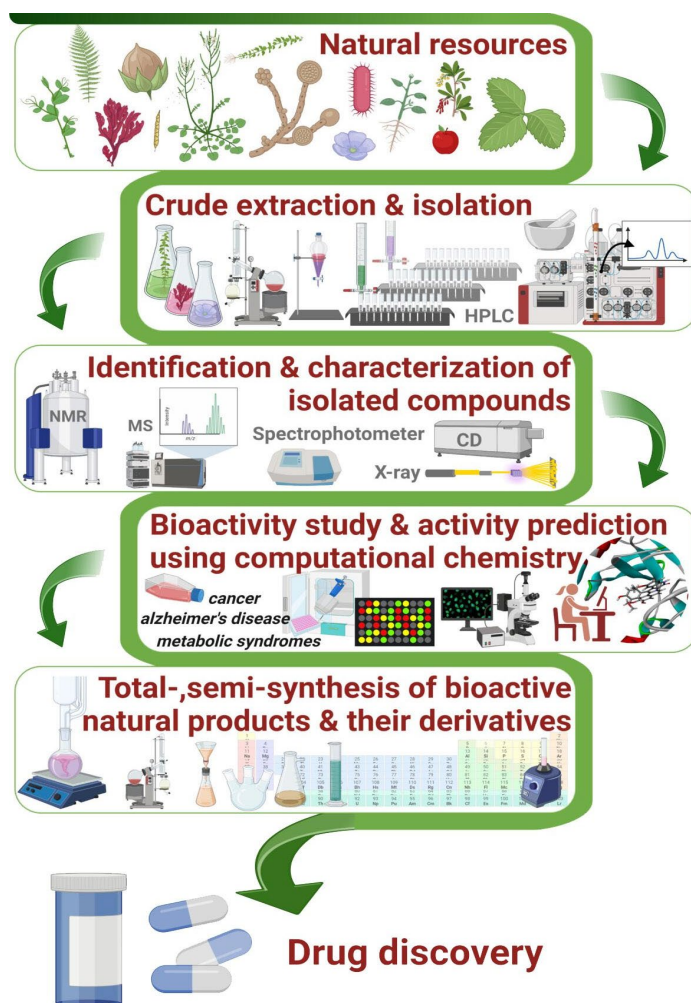 Natural resources
Crude extraction & isolation
HPLC
Identification & characterization of
isolated compounds
NMR
MS
Intensity
m/z
Spectrophotometer
CD
X-ray
Bioactivity study & activity prediction
using computational chemistry
cancer
alzheimer's disease
metabolic syndromes
Total-,semi-synthesis of bioactive
natural products & their derivatives
Drug discovery